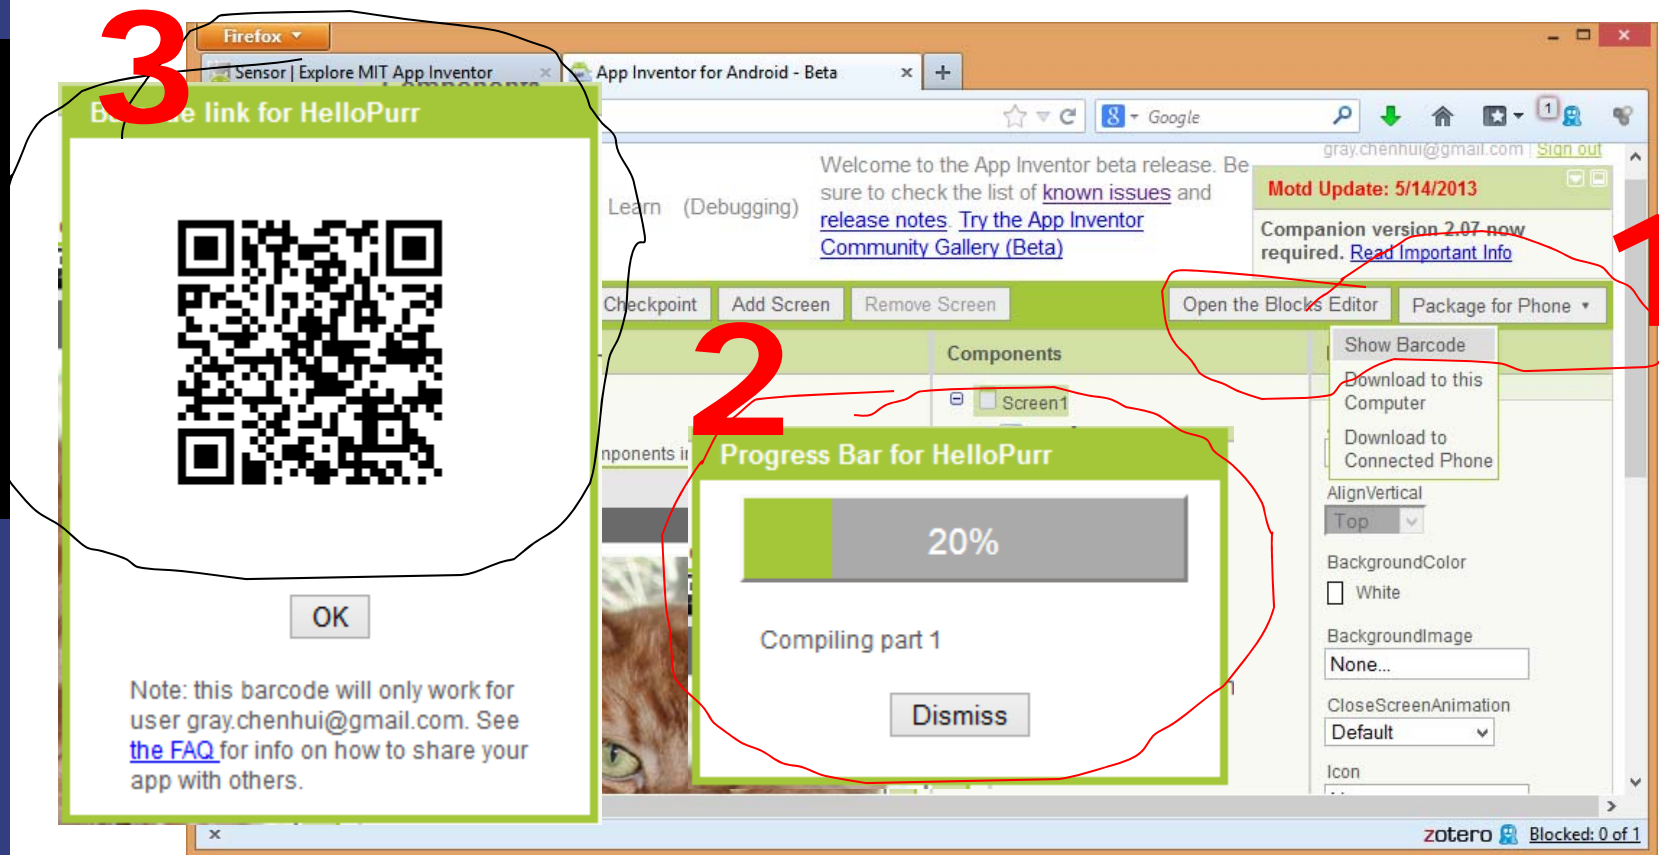 3
Firefox
Sensor | Explore MIT App Inventor
App Inventor for Android - Beta
Google
1
gray.chenhui@gmail.com | Sign out
Welcome to the App Inventor beta release. Be
sure to check the list of known issues and
release notes. Try the App Inventor
Community Gallery (Beta)
Learn (Debugging)
Motd Update: 5/14/2013
Companion version 2.07 now
required. Read Important Info
1
Checkpoint
Add Screen
Remove Screen
Open the Blocks Editor
Package for Phone
Show Barcode
Download to this
Computer
Download to
Connected Phone
Components
Screen1
AlignVertical
Top
BackgroundColor
White
BackgroundImage
None...
CloseScreenAnimation
Default
Icon
link for HelloPurr
OK
Note: this barcode will only work for
user gray.chenhui@gmail.com. See
the FAQ for info on how to share your
app with others.
2
Progress Bar for HelloPurr
20%
Compiling part 1
Dismiss
zotero
Blocked: 0 of 1